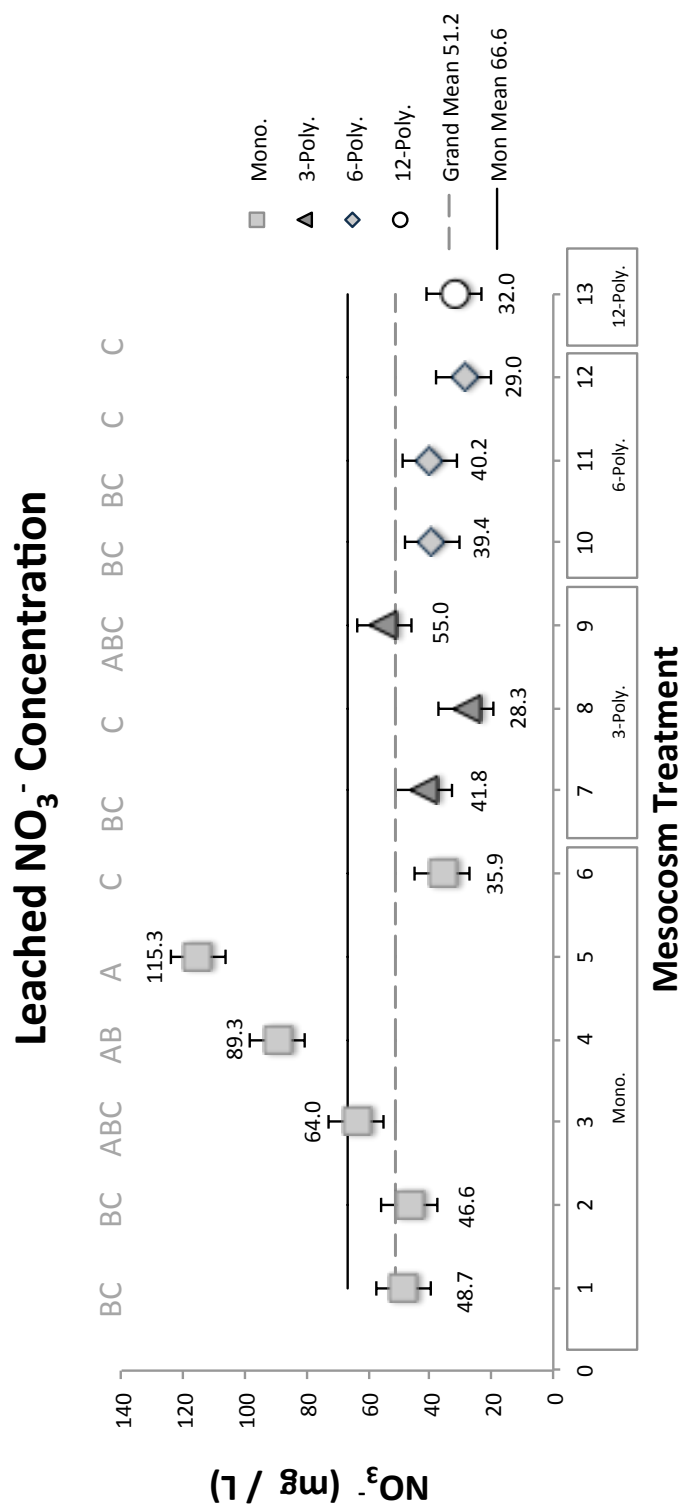 Leached NO₃⁻ Concentration
BC BC ABC AB A C BC C ABC BC BC C C
NO₃⁻ (mg / L)
140
120
100
80
60
40
20
0
48.7
46.6
64.0
89.3
115.3
35.9
41.8
28.3
55.0
39.4
40.2
29.0
32.0
0 1 2 3 4 5 6 7 8 9 10 11 12 13
Mono. 3-Poly. 6-Poly. 12-Poly.
Mesocosm Treatment
Mono.
3-Poly.
6-Poly.
12-Poly.
Grand Mean 51.2
Mon Mean 66.6